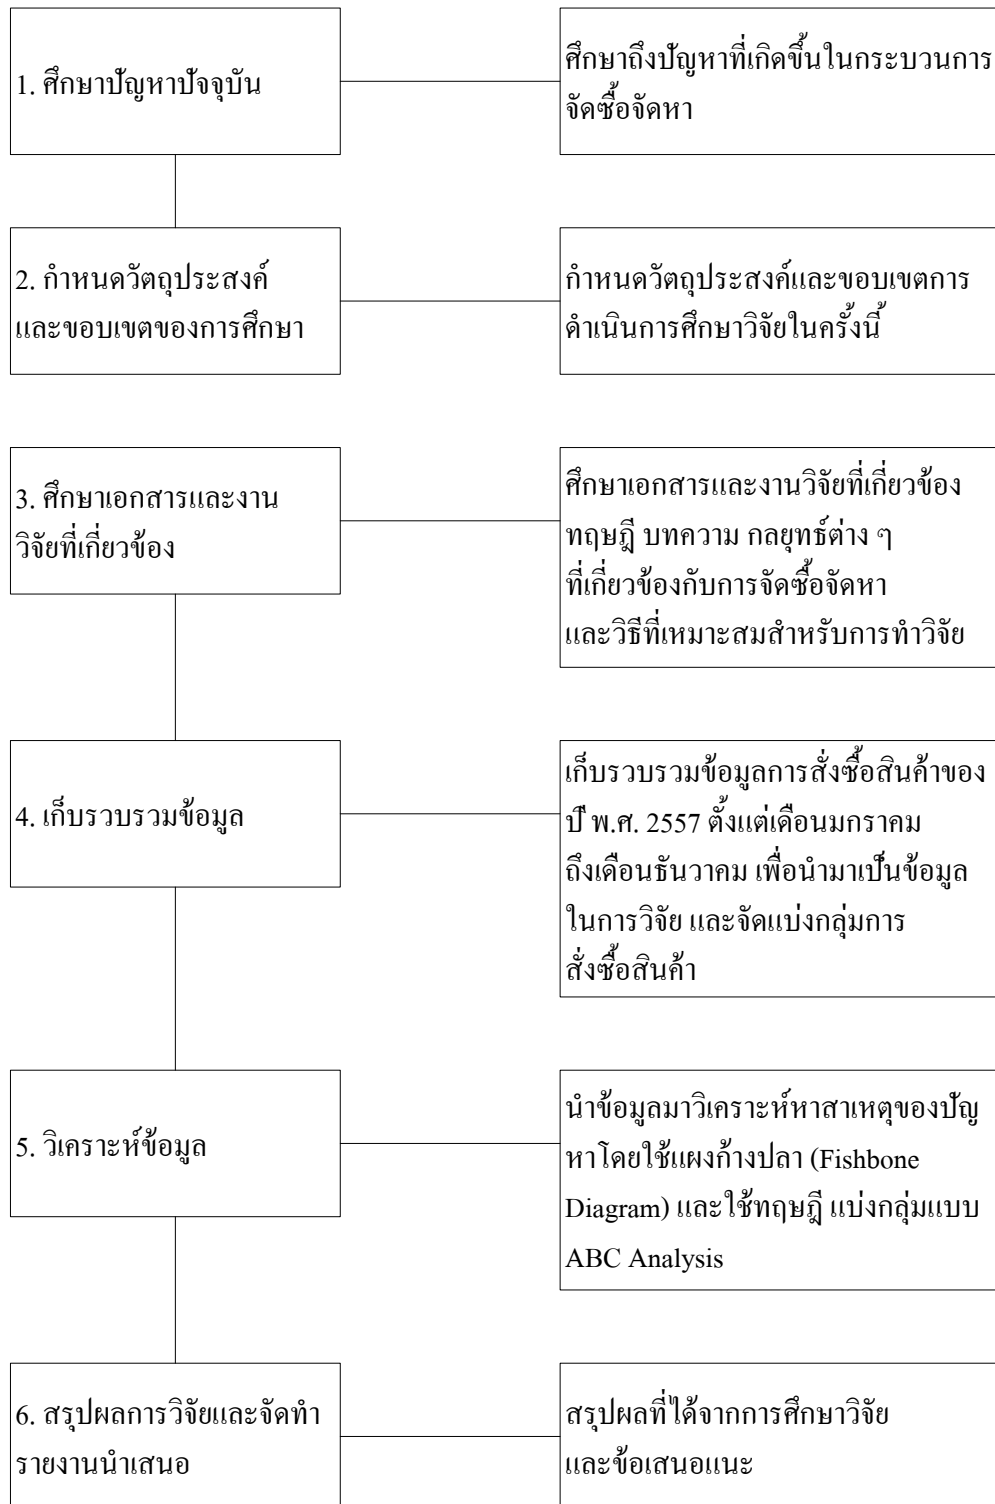 1. ศึกษาปัญหาปัจจุบัน
ศึกษาถึงปัญหาที่เกิดขึ้นในกระบวนการ
จัดซื้อจัดหา
2. กำหนดวัตถุประสงค์
และขอบเขตของการศึกษา
กำหนดวัตถุประสงค์และขอบเขตการ
ดำเนินการศึกษาวิจัยในครั้งนี้
3. ศึกษาเอกสารและงาน
วิจัยที่เกี่ยวข้อง
ศึกษาเอกสารและงานวิจัยที่เกี่ยวข้อง
ทฤษฎี บทความ กลยุทธ์ต่าง ๆ
ที่เกี่ยวข้องกับการจัดซื้อจัดหา
และวิธีที่เหมาะสมสำหรับการทำวิจัย
4. เก็บรวบรวมข้อมูล
เก็บรวบรวมข้อมูลการสั่งซื้อสินค้าของ
ปี พ.ศ. 2557 ตั้งแต่เดือนมกราคม
ถึงเดือนธันวาคม เพื่อนำมาเป็นข้อมูล
ในการวิจัย และจัดแบ่งกลุ่มการ
สั่งซื้อสินค้า
5. วิเคราะห์ข้อมูล
นำข้อมูลมาวิเคราะห์หาสาเหตุของปัญ
หาโดยใช้แผงก้างปลา (Fishbone
Diagram) และใช้ทฤษฎี แบ่งกลุ่มแบบ
ABC Analysis
6. สรุปผลการวิจัยและจัดทำ
รายงานนำเสนอ
สรุปผลที่ได้จากการศึกษาวิจัย
และข้อเสนอแนะ